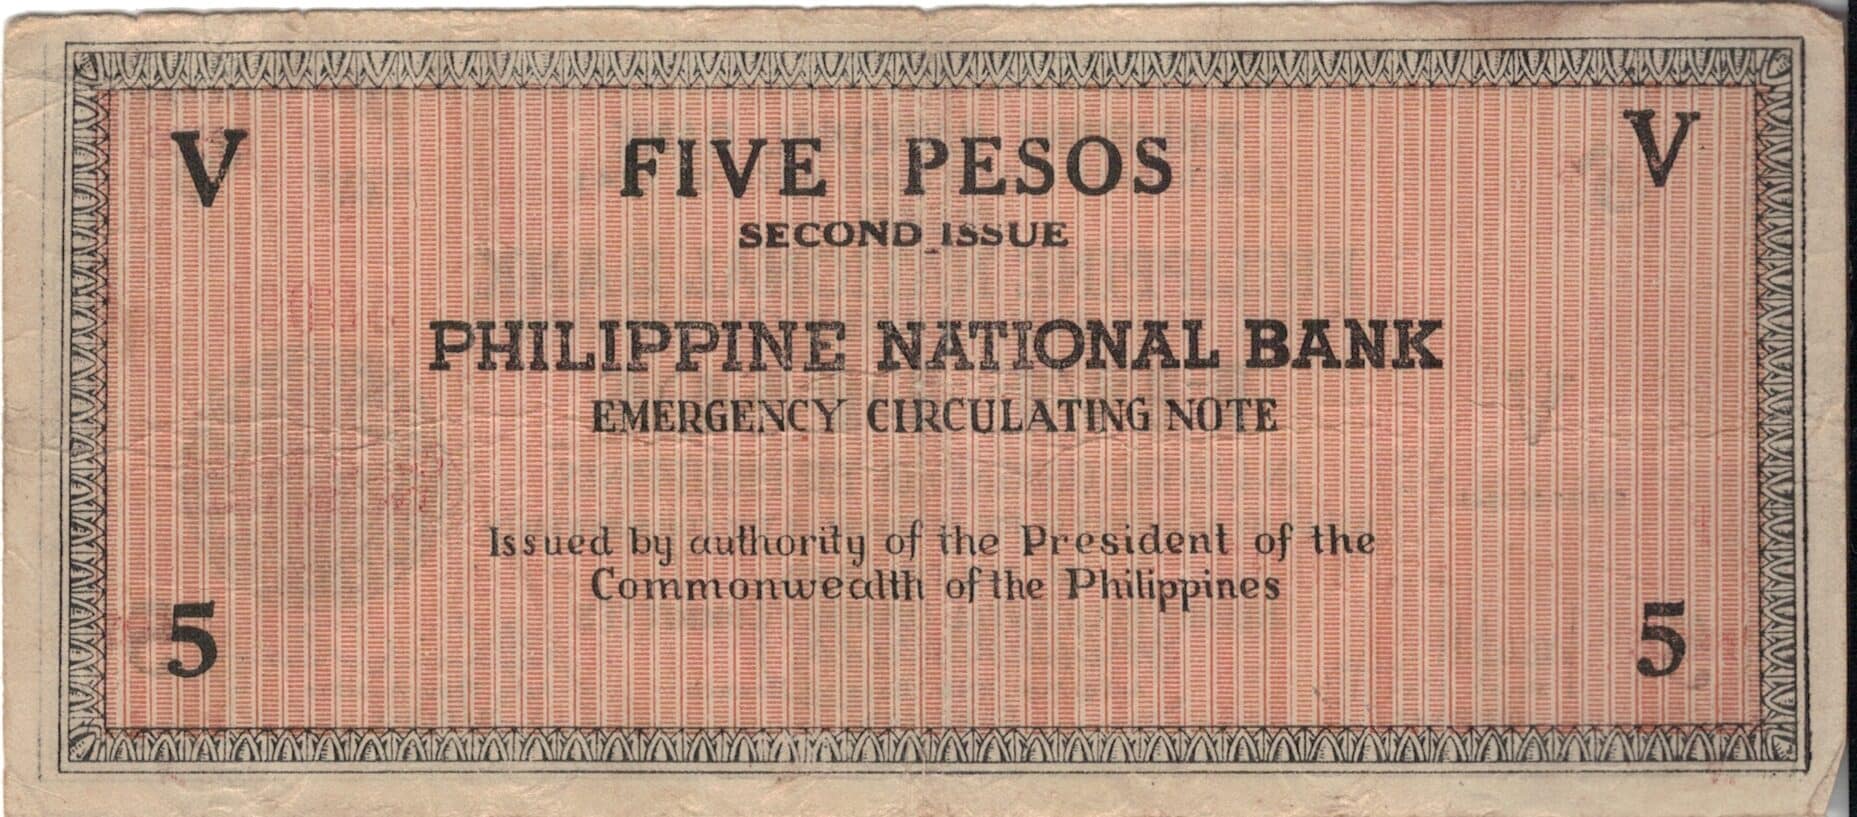 V FIVE PESOS V
SECOND ISSUE
PHILIPPINE NATIONAL BANK
EMERGENCY CIRCULATING NOTE
Issued by authority of the President of the
Commonwealth of the Philippines
5 5